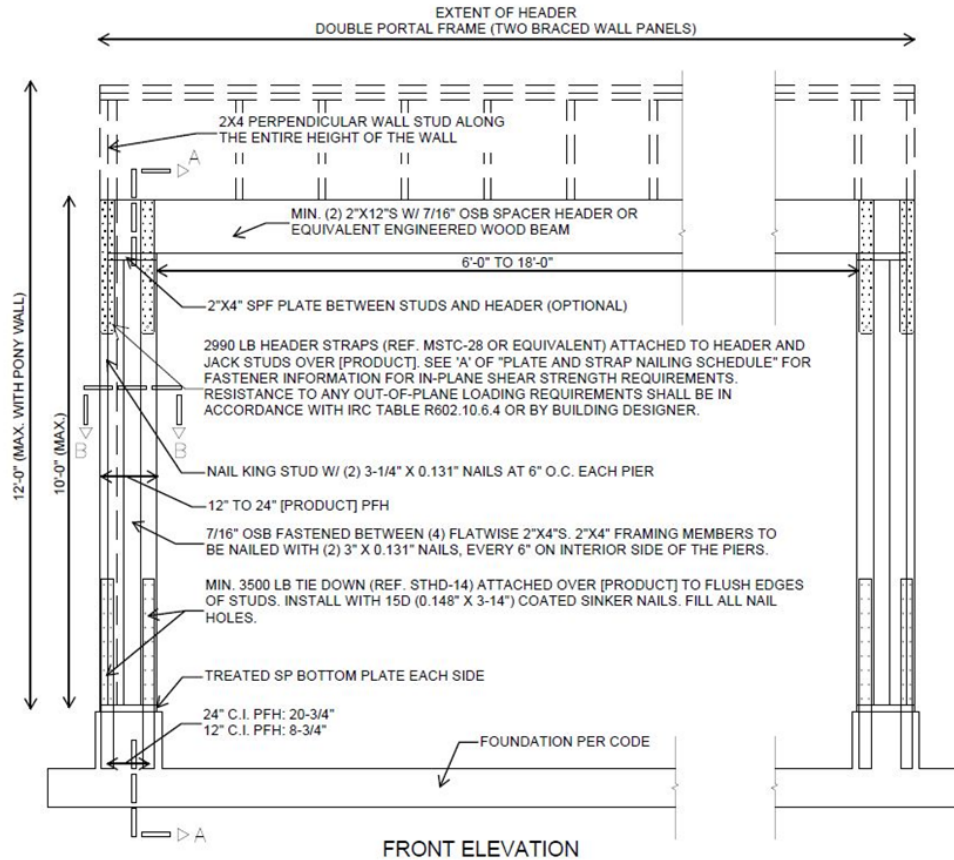 EXTENT OF HEADER
DOUBLE PORTAL FRAME (TWO BRACED WALL PANELS)
2X4 PERPENDICULAR WALL STUD ALONG
THE ENTIRE HEIGHT OF THE WALL
A
MIN. (2) 2"X12"S W/ 7/16" OSB SPACER HEADER OR
EQUIVALENT ENGINEERED WOOD BEAM
6'-0" TO 18'-0"
2"X4" SPF PLATE BETWEEN STUDS AND HEADER (OPTIONAL)
12'-0" (MAX. WITH PONY WALL)
10'-0" (MAX.)
2990 LB HEADER STRAPS (REF. MSTC-28 OR EQUIVALENT) ATTACHED TO HEADER AND
JACK STUDS OVER [PRODUCT]. SEE 'A' OF "PLATE AND STRAP NAILING SCHEDULE" FOR
FASTENER INFORMATION FOR IN-PLANE SHEAR STRENGTH REQUIREMENTS.
RESISTANCE TO ANY OUT-OF-PLANE LOADING REQUIREMENTS SHALL BE IN
ACCORDANCE WITH IRC TABLE R602.10.6.4 OR BY BUILDING DESIGNER.
B
B
NAIL KING STUD W/ (2) 3-1/4" X 0.131" NAILS AT 6" O.C. EACH PIER
12" TO 24" [PRODUCT] PFH
7/16" OSB FASTENED BETWEEN (4) FLATWISE 2"X4"S. 2"X4" FRAMING MEMBERS TO
BE NAILED WITH (2) 3" X 0.131" NAILS, EVERY 6" ON INTERIOR SIDE OF THE PIERS.
MIN. 3500 LB TIE DOWN (REF. STHD-14) ATTACHED OVER [PRODUCT] TO FLUSH EDGES
OF STUDS. INSTALL WITH 15D (0.148" X 3-14") COATED SINKER NAILS. FILL ALL NAIL
HOLES.
TREATED SP BOTTOM PLATE EACH SIDE
24" C.I. PFH: 20-3/4"
12" C.I. PFH: 8-3/4"
FOUNDATION PER CODE
A
FRONT ELEVATION